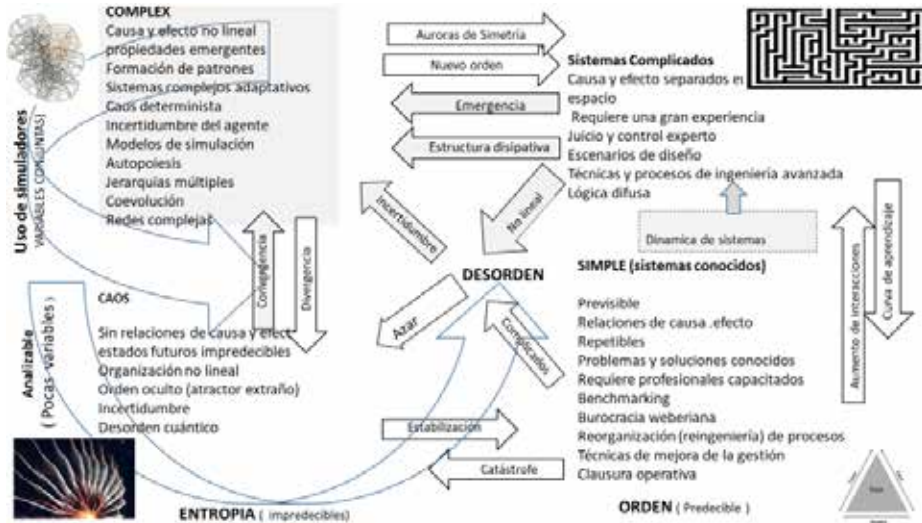 COMPLEX
Causa y efecto no lineal
propiedades emergentes
Formación de patrones
Sistemas complejos adaptativos
Caos determinista
Incertidumbre del agente
Modelos de simulación
Autopoiesis
Jerarquías múltiples
Coevolución
Redes complejas
Uso de simuladores
VARIABLES CONJUNTAS
Auroras de Simetría
Nuevo orden
Emergencia
Estructura disipativa
Sistemas Complicados
Causa y efecto separados e
espacio
Requiere una gran experiencia
Juicio y control experto
Escenarios de diseño
Técnicas y procesos de ingeniería avanzada
Lógica difusa
Incertidumbre
No lineal
Dinamica de sistemas
Convergencia
Divergencia
DESORDEN
Azar
Complicados
Aumento de interacciones
Curva de aprendizaje
CAOS
Sin relaciones de causa y efect
estados futuros impredecibles
Organización no lineal
Orden oculto (atractor extraño)
Incertidumbre
Desorden cuántico
Analizable
( Pocas variables )
SIMPLE (sistemas conocidos)
Previsible
Relaciones de causa .efecto
Repetibles
Problemas y soluciones conocidos
Requiere profesionales capacitados
Benchmarking
Burocracia weberiana
Reorganización (reingeniería) de procesos
Técnicas de mejora de la gestión
Clausura operativa
Estabilización
Catástrofe
ENTROPIA ( impredecibles)
ORDEN ( Predecible )